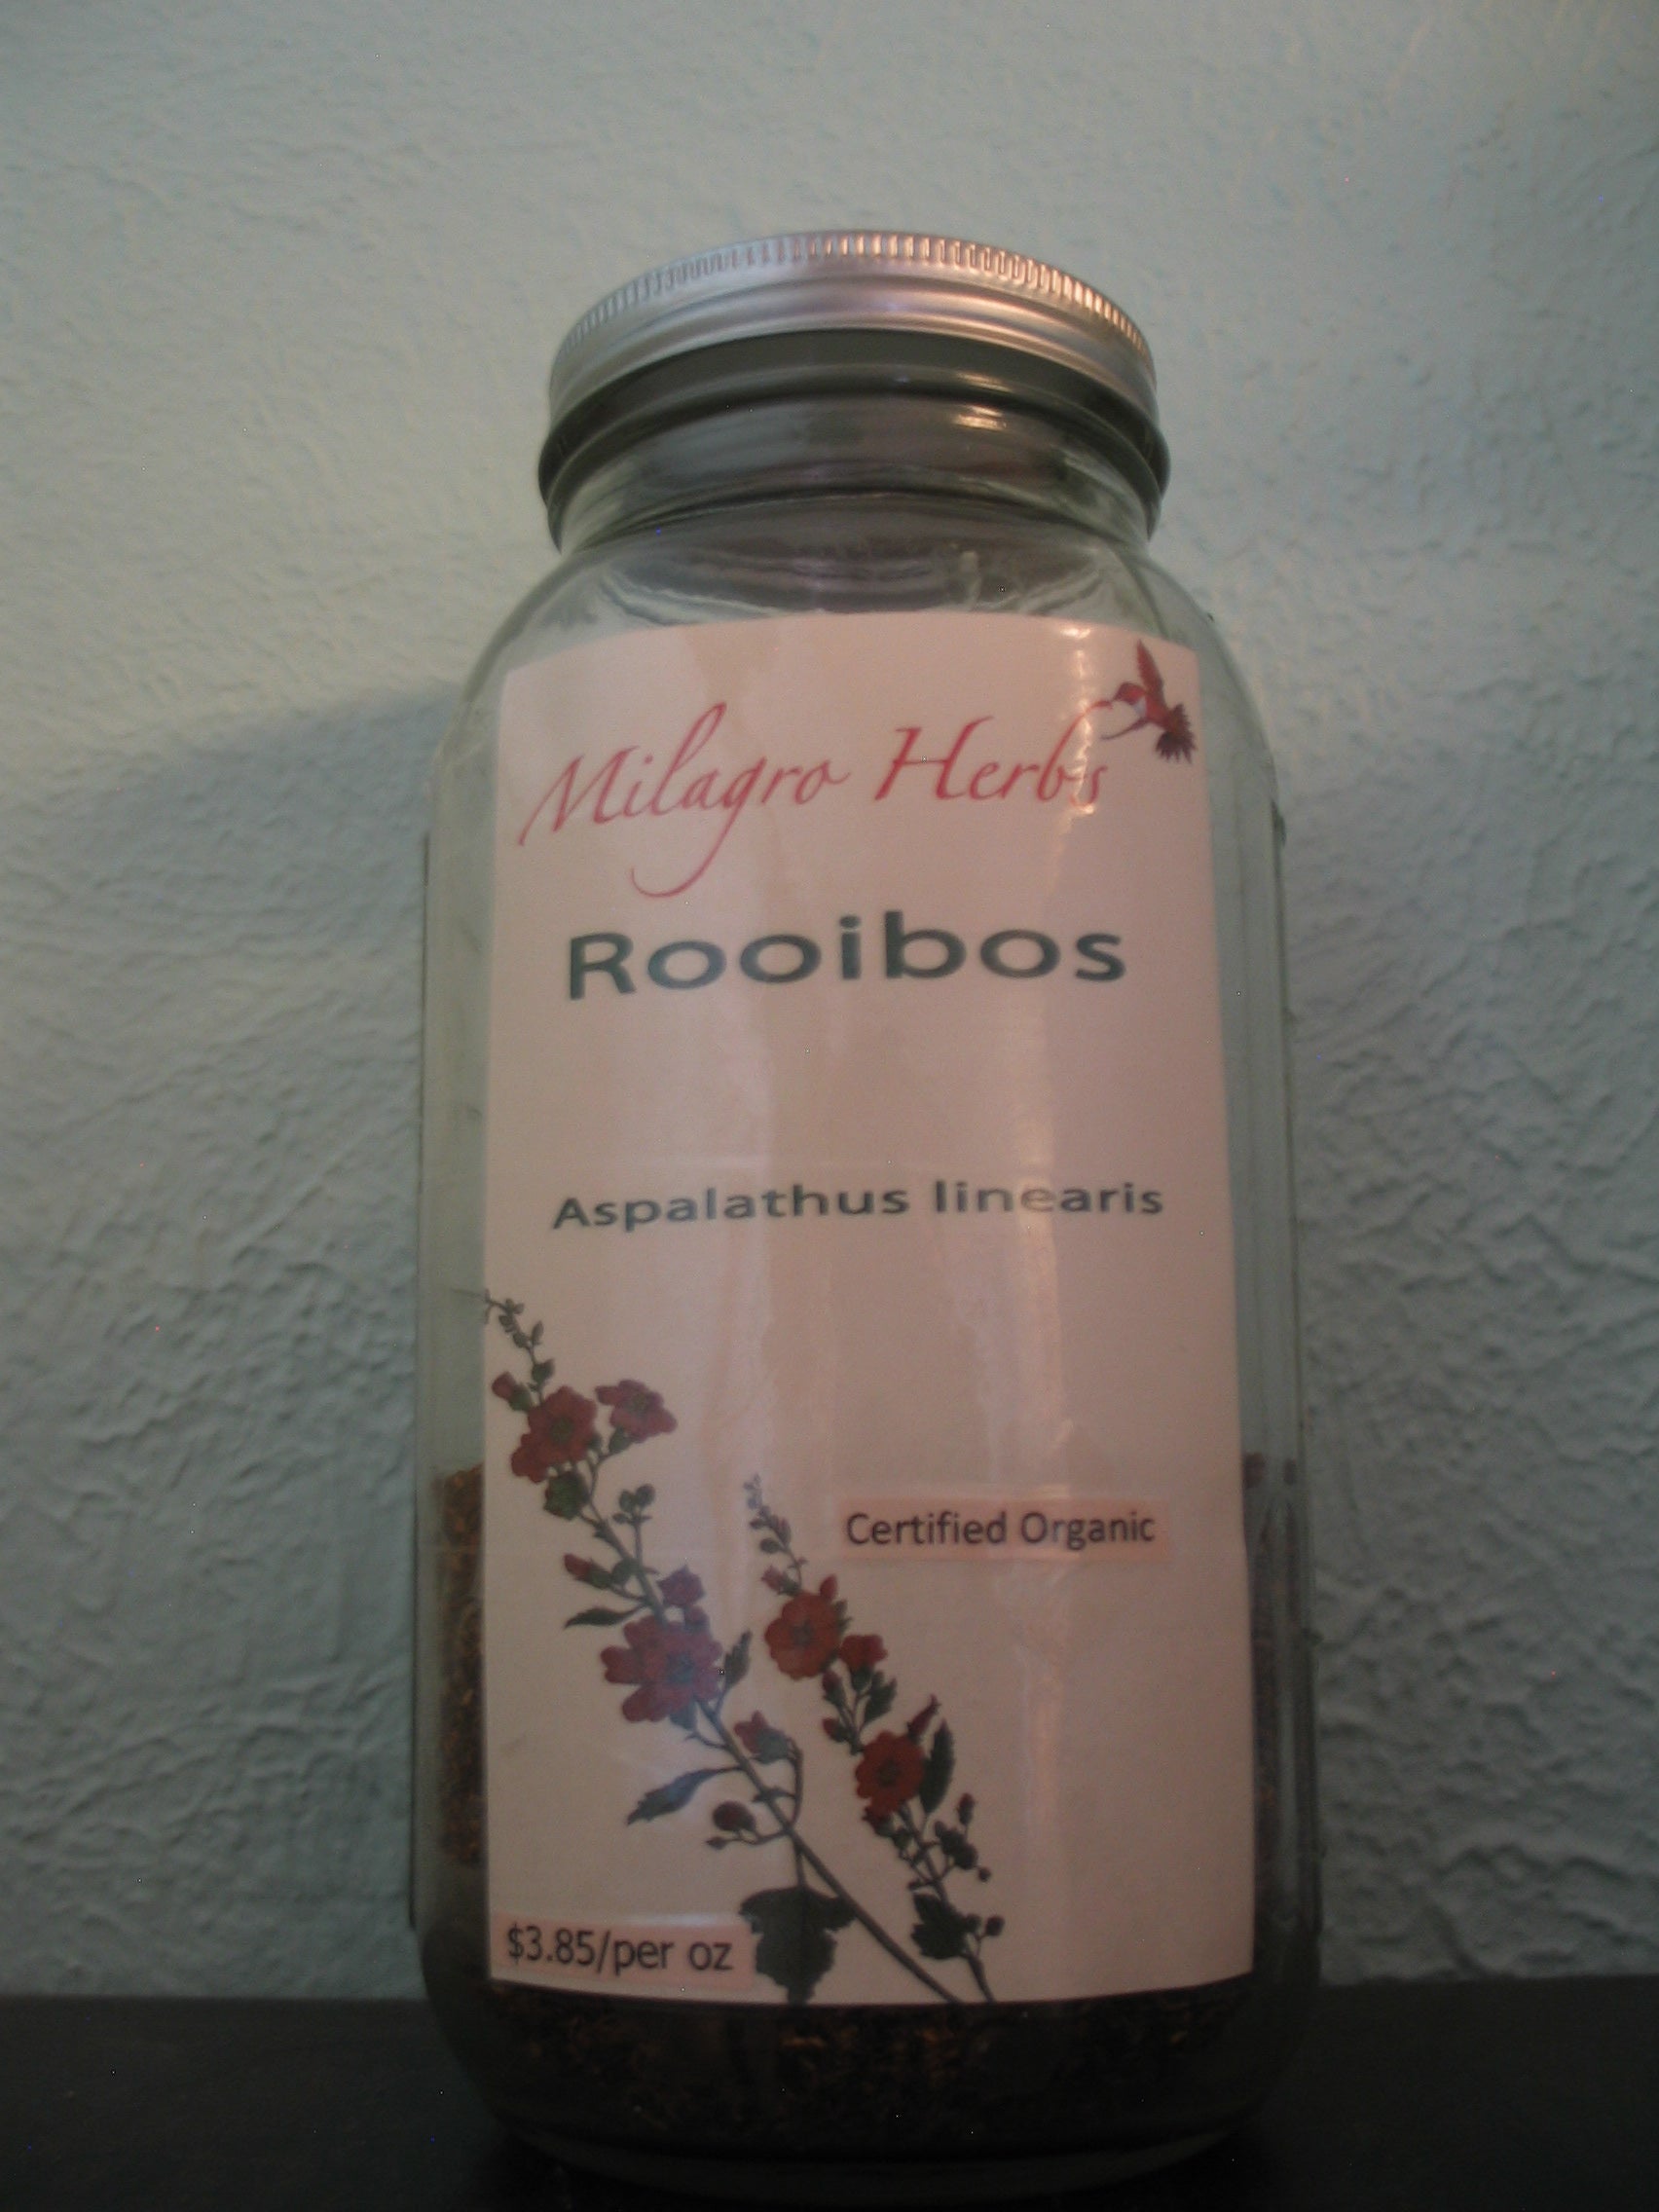 Milagro Herbs
Rooibos
Aspalathus linearis
Certified Organic
$3.85/per oz